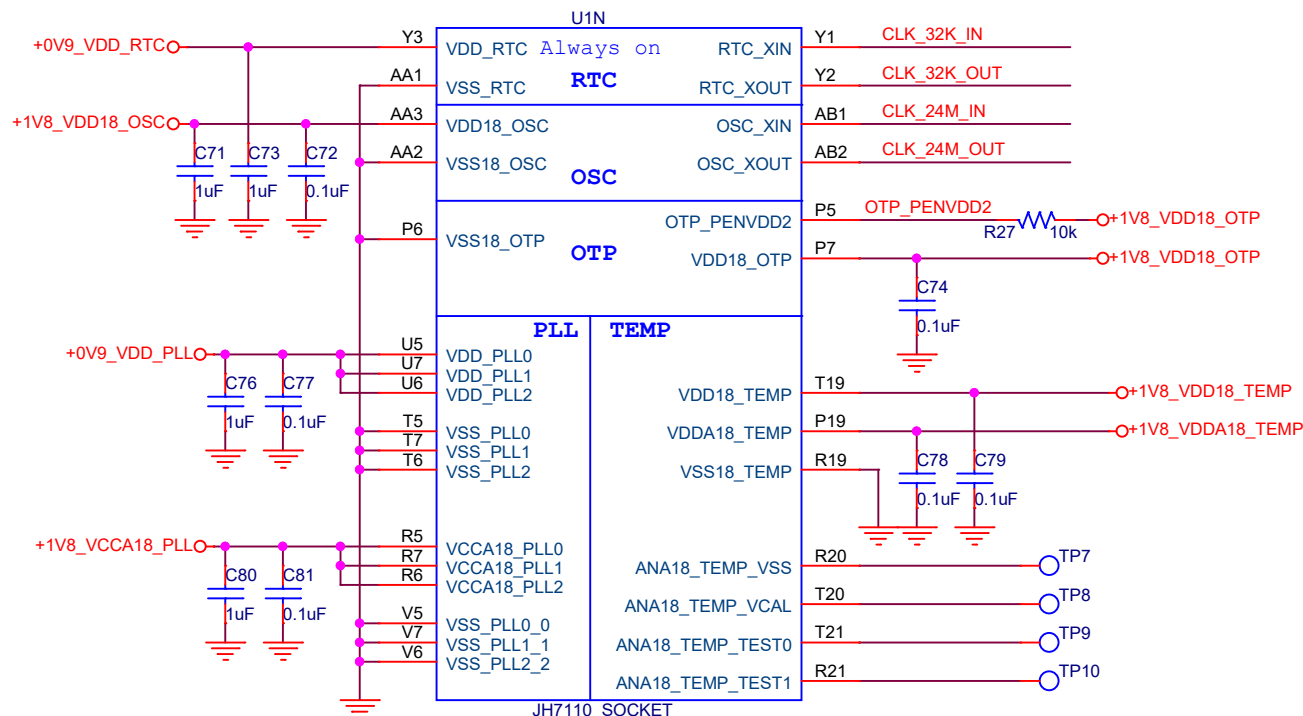 U1N
+0V9_VDD_RTC Y3 VDD_RTC Always on RTC_XIN Y1 CLK_32K_IN
AA1 VSS_RTC RTC RTC_XOUT Y2 CLK_32K_OUT
+1V8_VDD18_OSC AA3 VDD18_OSC OSC_XIN AB1 CLK_24M_IN
C71 C73 C72 AA2 VSS18_OSC OSC_XOUT AB2 CLK_24M_OUT
1uF 1uF 0.1uF OSC
P6 VSS18_OTP OTP
OTP_PENVDD2 P5 OTP_PENVDD2 R27 10k +1V8_VDD18_OTP
VDD18_OTP P7 +1V8_VDD18_OTP
C74
0.1uF
PLL TEMP
+0V9_VDD_PLL U5 VDD_PLL0
U7 VDD_PLL1
U6 VDD_PLL2
C76 C77
1uF 0.1uF
VDD18_TEMP T19 +1V8_VDD18_TEMP
T5 VSS_PLL0 VDDA18_TEMP P19 +1V8_VDDA18_TEMP
T7 VSS_PLL1
T6 VSS_PLL2 VSS18_TEMP R19
C78 C79
0.1uF 0.1uF
+1V8_VCCA18_PLL R5 VCCA18_PLL0
R7 VCCA18_PLL1 ANA18_TEMP_VSS R20 TP7
R6 VCCA18_PLL2
C80 C81
1uF 0.1uF
ANA18_TEMP_VCAL T20 TP8
V5 VSS_PLL0_0
V7 VSS_PLL1_1 ANA18_TEMP_TEST0 T21 TP9
V6 VSS_PLL2_2
ANA18_TEMP_TEST1 R21 TP10
JH7110_SOCKET